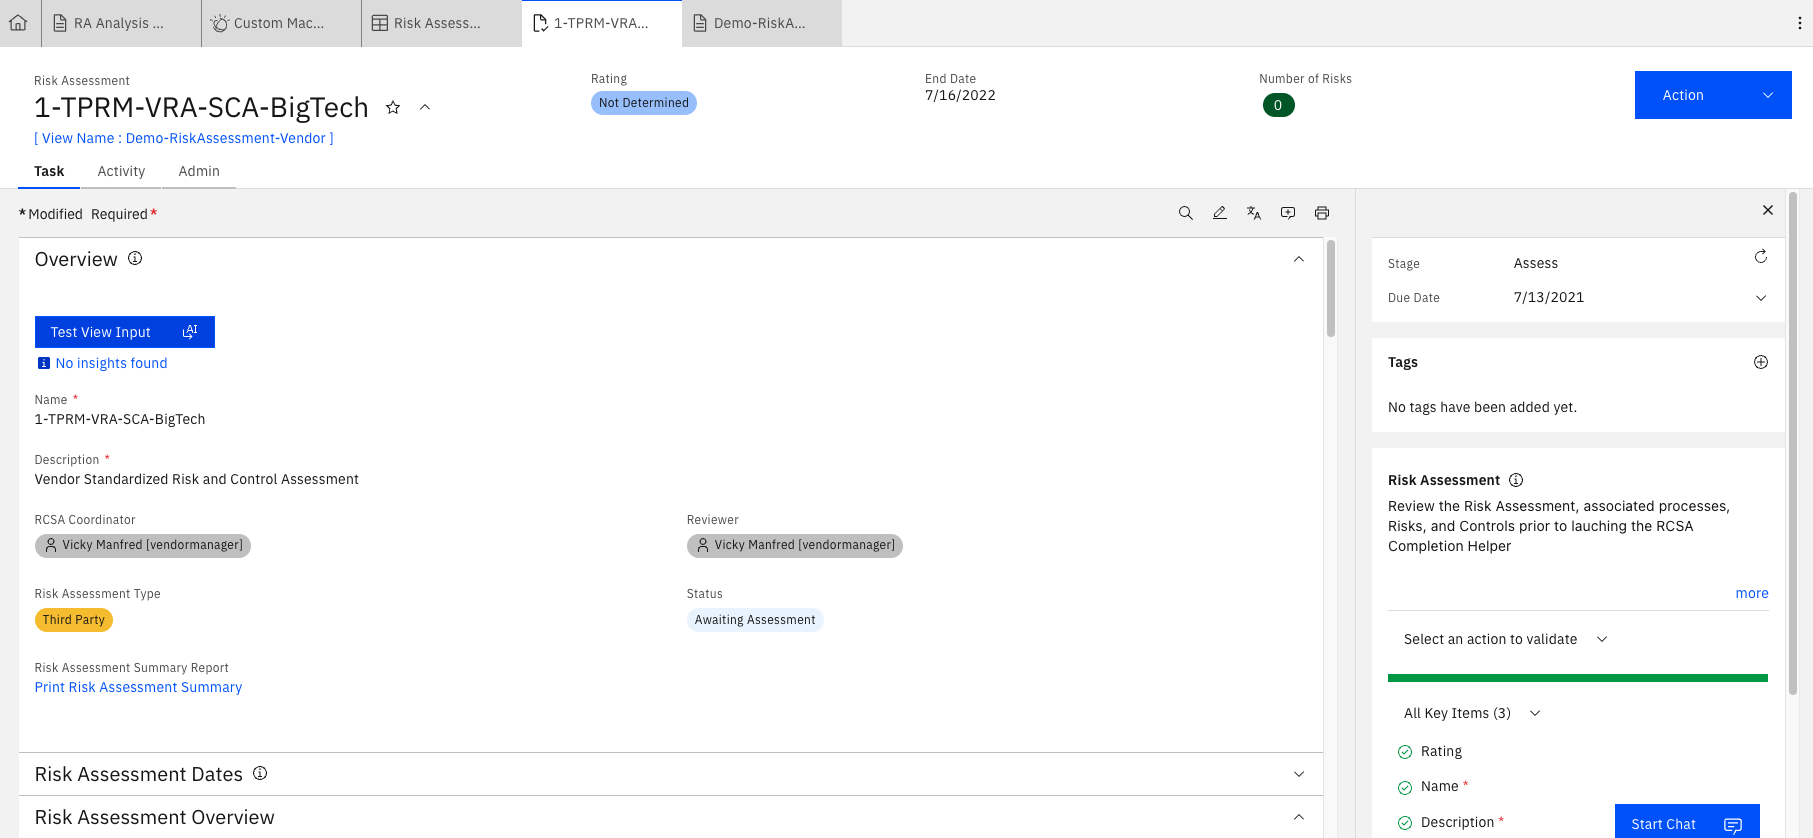 RA Analysis ...
Custom Mac...
Risk Assess...
1-TPRM-VRA...
Demo-RiskA...
Risk Assessment
1-TPRM-VRA-SCA-BigTech
[ View Name : Demo-RiskAssessment-Vendor ]
Rating
Not Determined
End Date
7/16/2022
Number of Risks
0
Action
Task
Activity
Admin
*Modified Required*
Overview
Test View Input
AI
No insights found
Name *
1-TPRM-VRA-SCA-BigTech
Description *
Vendor Standardized Risk and Control Assessment
RCSA Coordinator
Vicky Manfred [vendormanager]
Reviewer
Vicky Manfred [vendormanager]
Risk Assessment Type
Third Party
Status
Awaiting Assessment
Risk Assessment Summary Report
Print Risk Assessment Summary
Risk Assessment Dates
Risk Assessment Overview
Stage
Assess
Due Date
7/13/2021
Tags
No tags have been added yet.
Risk Assessment
Review the Risk Assessment, associated processes,
Risks, and Controls prior to lauching the RCSA
Completion Helper
more
Select an action to validate
All Key Items (3)
Rating
Name *
Description *
Start Chat